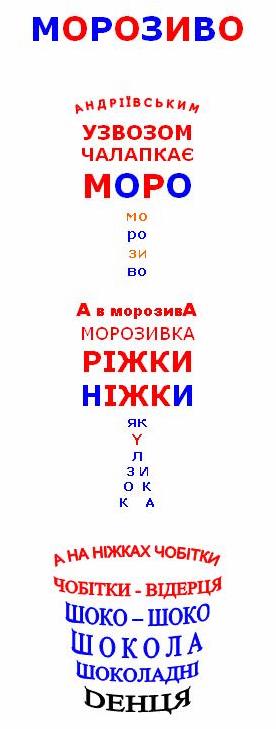 МОРОЗИВО
АНДРІЇВСЬКИМ
УЗВОЗОМ
ЧАЛАПКАЄ
МОРО
мо
ро
зи
во
А в морозивА
МОРОЗИВКА
РІЖКИ
НІЖКИ
ЯК
Y
Л
З И
О К
К А
А НА НІЖКАХ ЧОБІТКИ
ЧОБІТКИ - ВІДЕРЦЯ
ШОКО – ШОКО
ШОКОЛА
ШОКОЛАДНІ
DЕНЦЯ